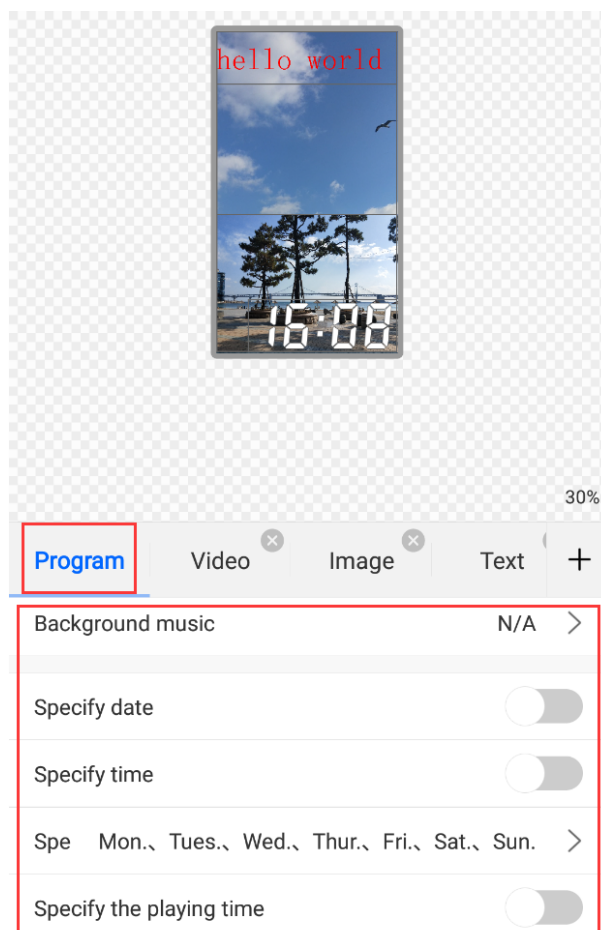 hello world
16:08
30%
Program Video Image Text +
Background music N/A
Specify date
Specify time
Spe Mon.、Tues.、Wed.、Thur.、Fri.、Sat.、Sun.
Specify the playing time